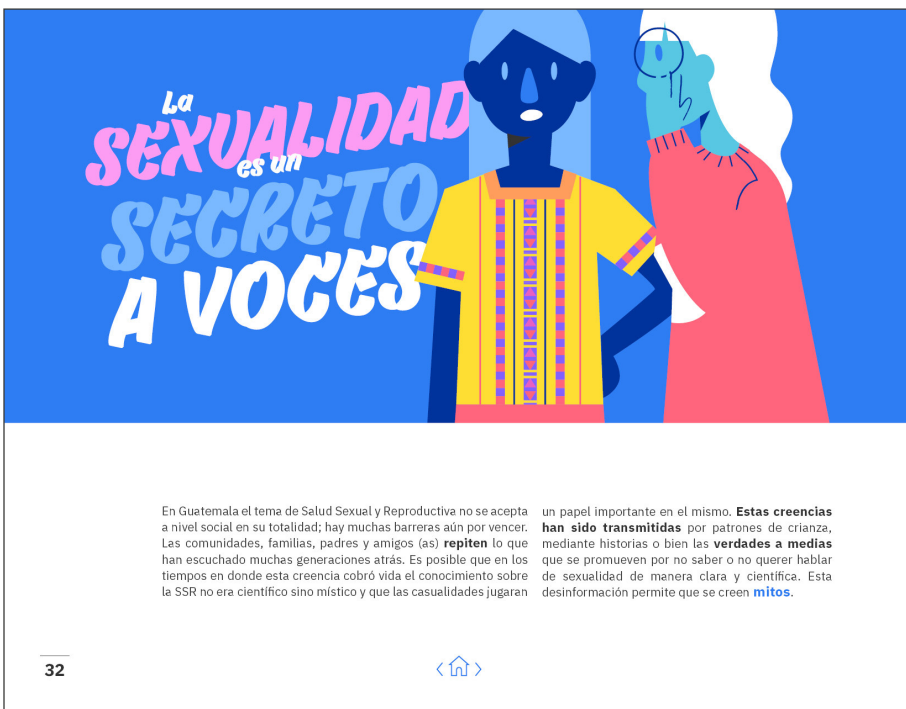 La
SEXUALIDAD
es un
SECRETO
A VOCES
En Guatemala el tema de Salud Sexual y Reproductiva no se acepta
a nivel social en su totalidad; hay muchas barreras aún por vencer.
Las comunidades, familias, padres y amigos (as) repiten lo que
han escuchado muchas generaciones atrás. Es posible que en los
tiempos en donde esta creencia cobró vida el conocimiento sobre
la SSR no era científico sino místico y que las casualidades jugaran
un papel importante en el mismo. Estas creencias
han sido transmitidas por patrones de crianza,
mediante historias o bien las verdades a medias
que se promueven por no saber o no querer hablar
de sexualidad de manera clara y científica. Esta
desinformación permite que se creen mitos.
32